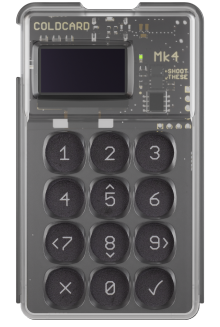 COLDCARD
Mk4
←SHOOT
THESE
1 2 3
4 ^5 6
<7 8 9>
⌄
× 0 ✓